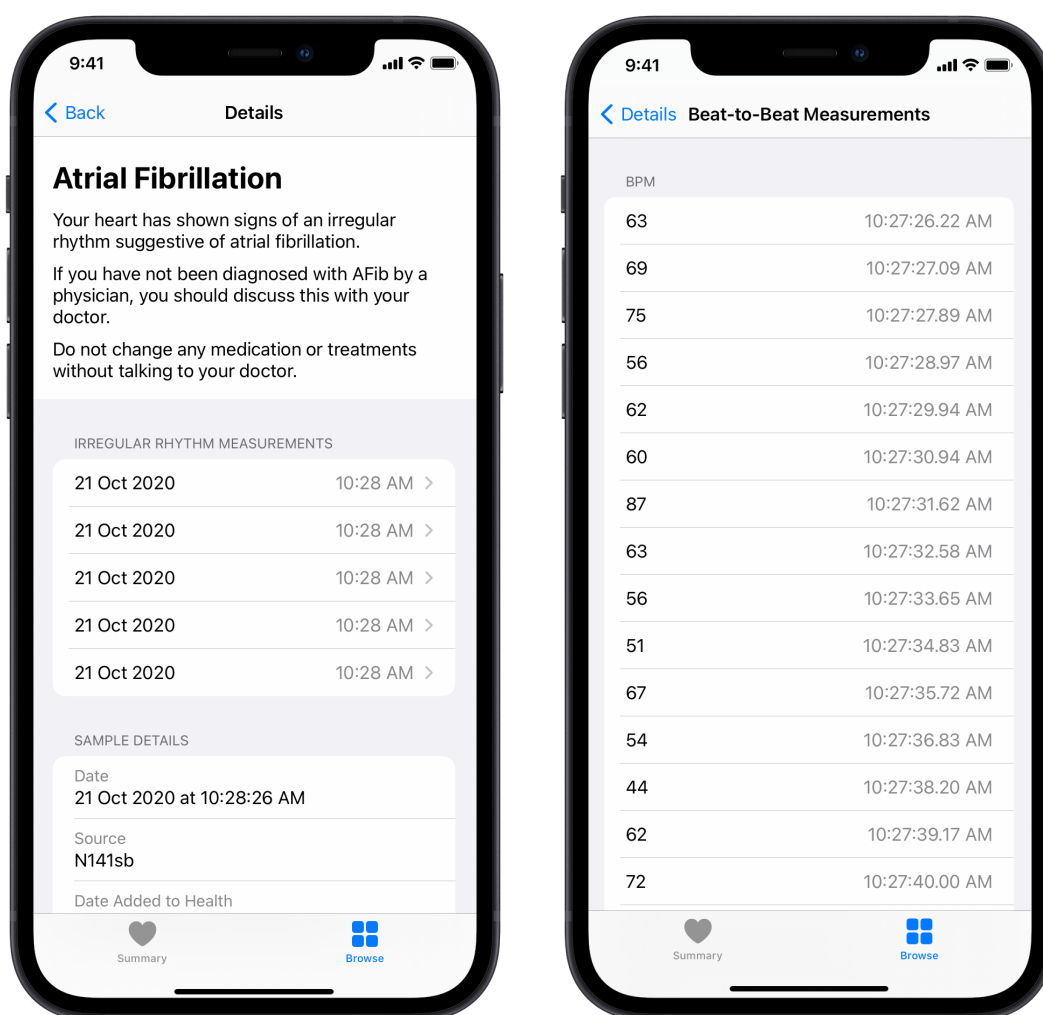 9:41
Back
Details
Atrial Fibrillation
Your heart has shown signs of an irregular
rhythm suggestive of atrial fibrillation.
If you have not been diagnosed with AFib by a
physician, you should discuss this with your
doctor.
Do not change any medication or treatments
without talking to your doctor.
IRREGULAR RHYTHM MEASUREMENTS
21 Oct 2020 10:28 AM
21 Oct 2020 10:28 AM
21 Oct 2020 10:28 AM
21 Oct 2020 10:28 AM
21 Oct 2020 10:28 AM
SAMPLE DETAILS
Date
21 Oct 2020 at 10:28:26 AM
Source
N141sb
Date Added to Health
Summary
Browse
9:41
Details
Beat-to-Beat Measurements
BPM
63 10:27:26.22 AM
69 10:27:27.09 AM
75 10:27:27.89 AM
56 10:27:28.97 AM
62 10:27:29.94 AM
60 10:27:30.94 AM
87 10:27:31.62 AM
63 10:27:32.58 AM
56 10:27:33.65 AM
51 10:27:34.83 AM
67 10:27:35.72 AM
54 10:27:36.83 AM
44 10:27:38.20 AM
62 10:27:39.17 AM
72 10:27:40.00 AM
Summary
Browse